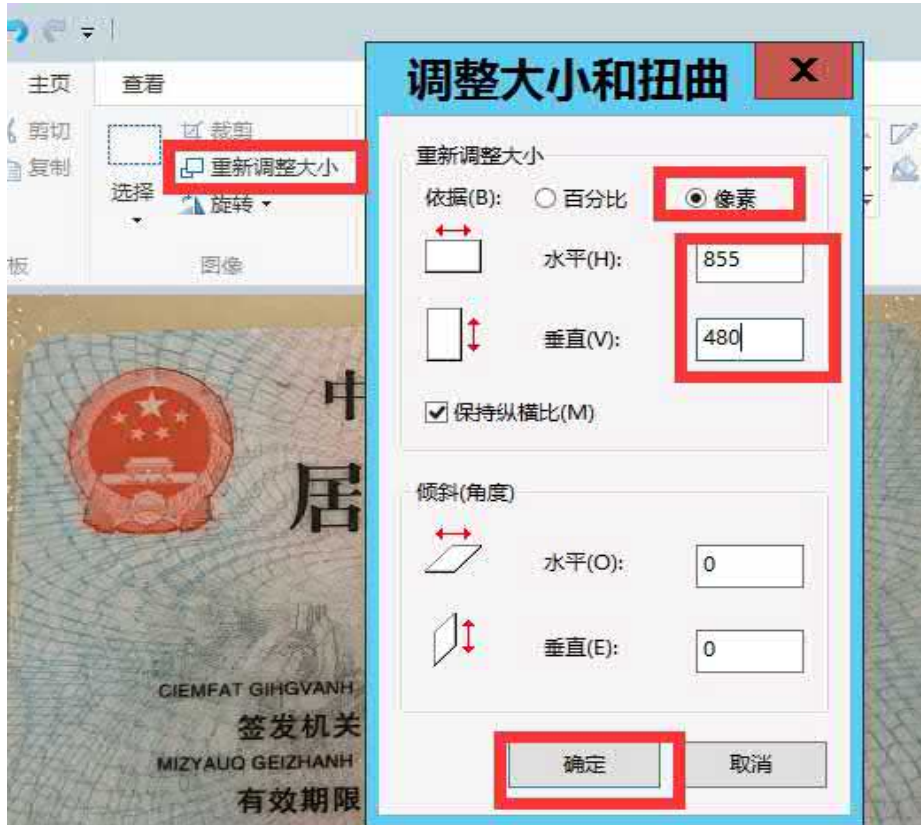 主页
查看
剪切
复制
选择
裁剪
重新调整大小
旋转
板
图像
调整大小和扭曲
X
重新调整大小
依据(B):
百分比
像素
水平(H):
855
垂直(V):
480
保持纵横比(M)
倾斜(角度)
水平(O):
0
垂直(E):
0
确定
取消
中
居
CIEMFAT GIHGVANH
签发机关
MIZYAUQ GEIZHANH
有效期限